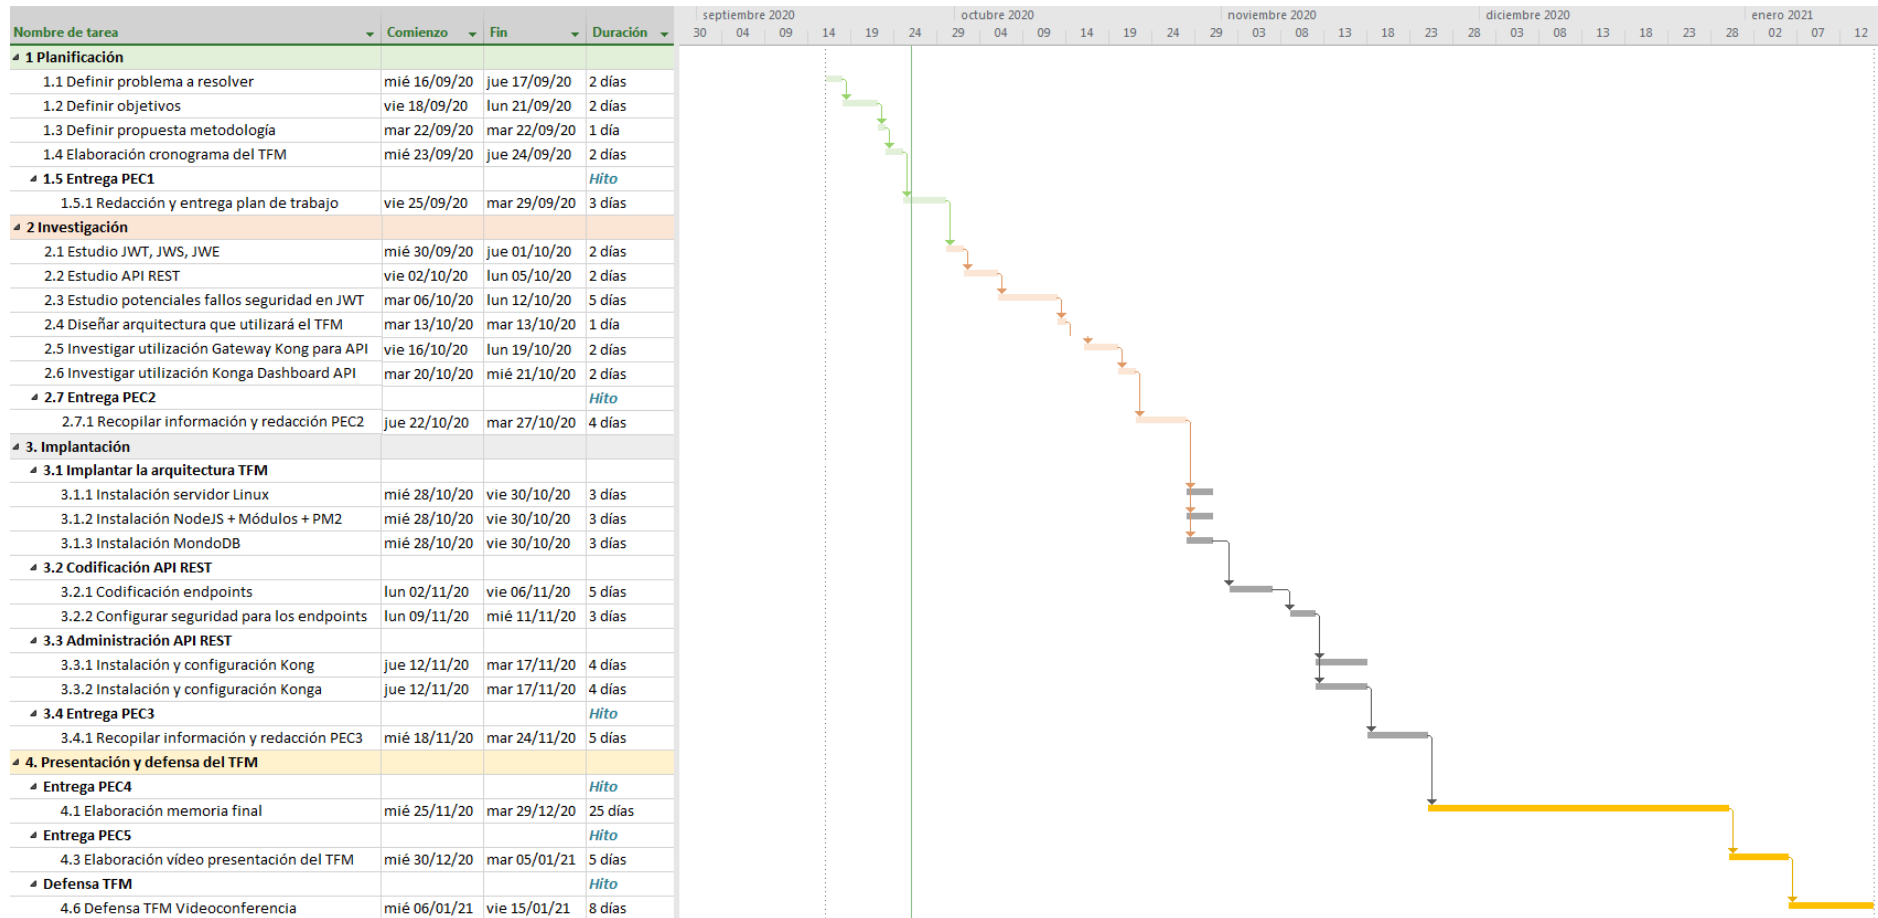 septiembre 2020 octubre 2020 noviembre 2020 diciembre 2020 enero 2021
Nombre de tarea Comienzo Fin Duración 30 04 09 14 19 24 29 04 09 14 19 24 29 03 08 13 18 23 28 03 08 13 18 23 28 02 07 12
1 Planificación
1.1 Definir problema a resolver mié 16/09/20 jue 17/09/20 2 días
1.2 Definir objetivos vie 18/09/20 lun 21/09/20 2 días
1.3 Definir propuesta metodología mar 22/09/20 mar 22/09/20 1 día
1.4 Elaboración cronograma del TFM mié 23/09/20 jue 24/09/20 2 días
1.5 Entrega PEC1 Hito
1.5.1 Redacción y entrega plan de trabajo vie 25/09/20 mar 29/09/20 3 días
2 Investigación
2.1 Estudio JWT, JWS, JWE mié 30/09/20 jue 01/10/20 2 días
2.2 Estudio API REST vie 02/10/20 lun 05/10/20 2 días
2.3 Estudio potenciales fallos seguridad en JWT mar 06/10/20 lun 12/10/20 5 días
2.4 Diseñar arquitectura que utilizará el TFM mar 13/10/20 mar 13/10/20 1 día
2.5 Investigar utilización Gateway Kong para API vie 16/10/20 lun 19/10/20 2 días
2.6 Investigar utilización Konga Dashboard API mar 20/10/20 mié 21/10/20 2 días
2.7 Entrega PEC2 Hito
2.7.1 Recopilar información y redacción PEC2 jue 22/10/20 mar 27/10/20 4 días
3. Implantación
3.1 Implantar la arquitectura TFM
3.1.1 Instalación servidor Linux mié 28/10/20 vie 30/10/20 3 días
3.1.2 Instalación NodeJS + Módulos + PM2 mié 28/10/20 vie 30/10/20 3 días
3.1.3 Instalación MondoDB mié 28/10/20 vie 30/10/20 3 días
3.2 Codificación API REST
3.2.1 Codificación endpoints lun 02/11/20 vie 06/11/20 5 días
3.2.2 Configurar seguridad para los endpoints lun 09/11/20 mié 11/11/20 3 días
3.3 Administración API REST
3.3.1 Instalación y configuración Kong jue 12/11/20 mar 17/11/20 4 días
3.3.2 Instalación y configuración Konga jue 12/11/20 mar 17/11/20 4 días
3.4 Entrega PEC3 Hito
3.4.1 Recopilar información y redacción PEC3 mié 18/11/20 mar 24/11/20 5 días
4. Presentación y defensa del TFM
Entrega PEC4 Hito
4.1 Elaboración memoria final mié 25/11/20 mar 29/12/20 25 días
Entrega PEC5 Hito
4.3 Elaboración vídeo presentación del TFM mié 30/12/20 mar 05/01/21 5 días
Defensa TFM Hito
4.6 Defensa TFM Videoconferencia mié 06/01/21 vie 15/01/21 8 días